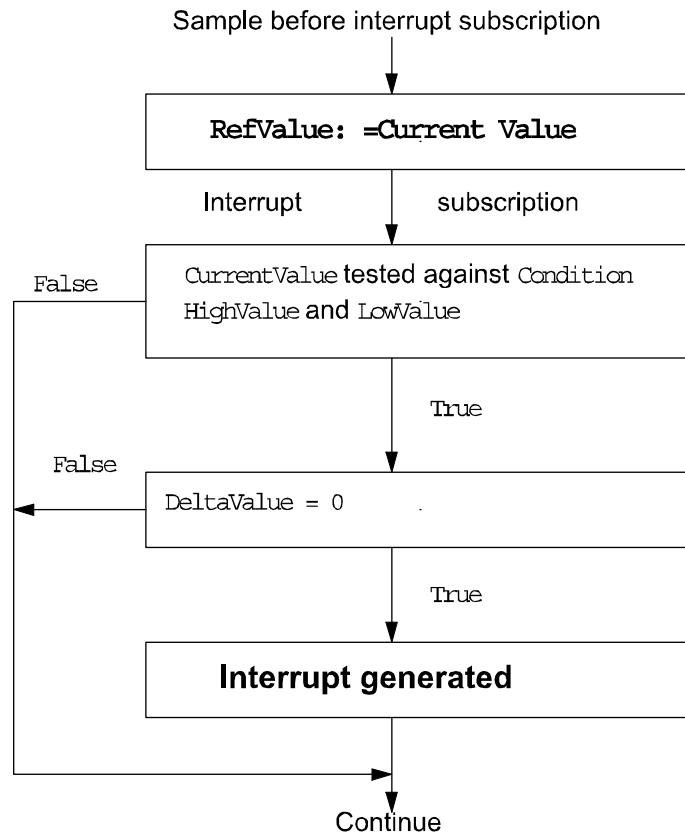 Sample before interrupt subscription
RefValue: =Current Value
Interrupt subscription
CurrentValue tested against Condition
HighValue and LowValue
False
True
False
DeltaValue = 0
True
Interrupt generated
Continue